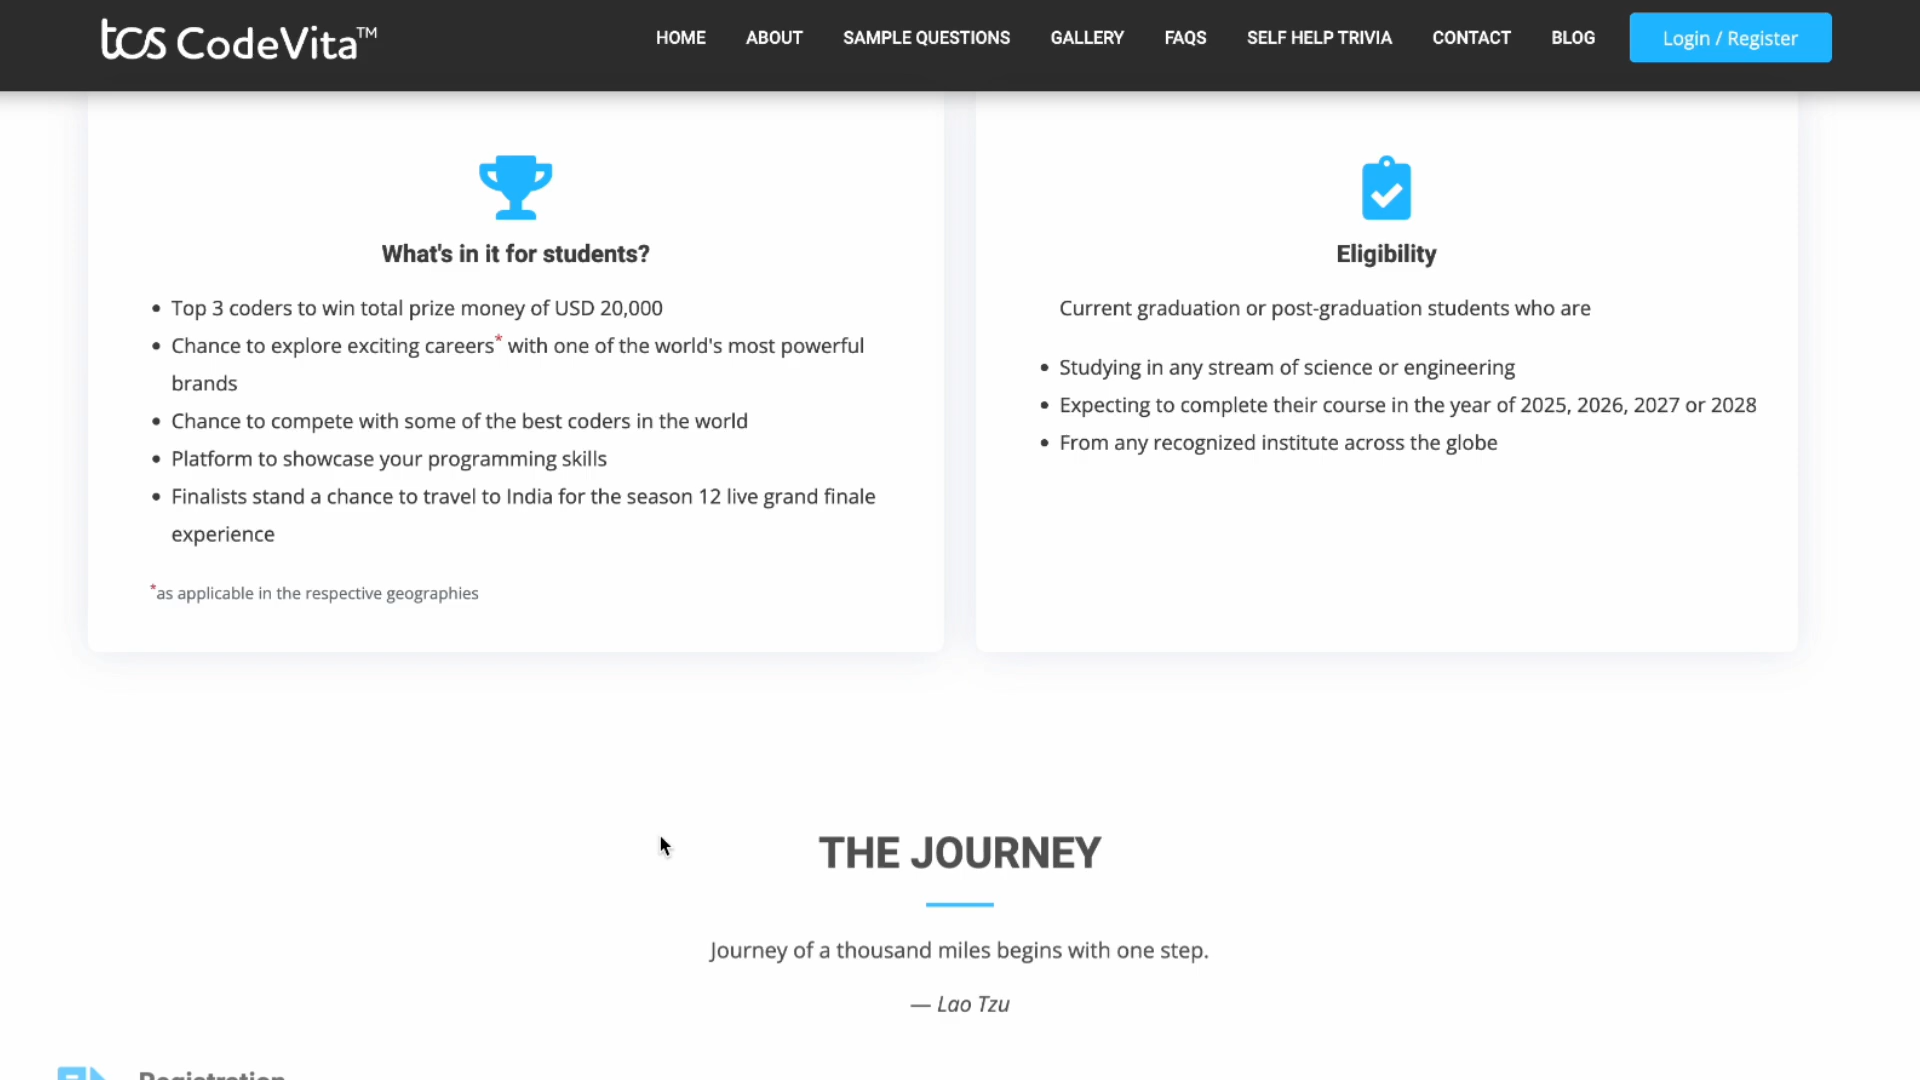 tcs CodeVita™
HOME ABOUT SAMPLE QUESTIONS GALLERY FAQS SELF HELP TRIVIA CONTACT BLOG Login / Register
What's in it for students?
• Top 3 coders to win total prize money of USD 20,000
• Chance to explore exciting careers* with one of the world's most powerful
brands
• Chance to compete with some of the best coders in the world
• Platform to showcase your programming skills
• Finalists stand a chance to travel to India for the season 12 live grand finale
experience
*as applicable in the respective geographies
Eligibility
Current graduation or post-graduation students who are
• Studying in any stream of science or engineering
• Expecting to complete their course in the year of 2025, 2026, 2027 or 2028
• From any recognized institute across the globe
THE JOURNEY
Journey of a thousand miles begins with one step.
— Lao Tzu
Registration